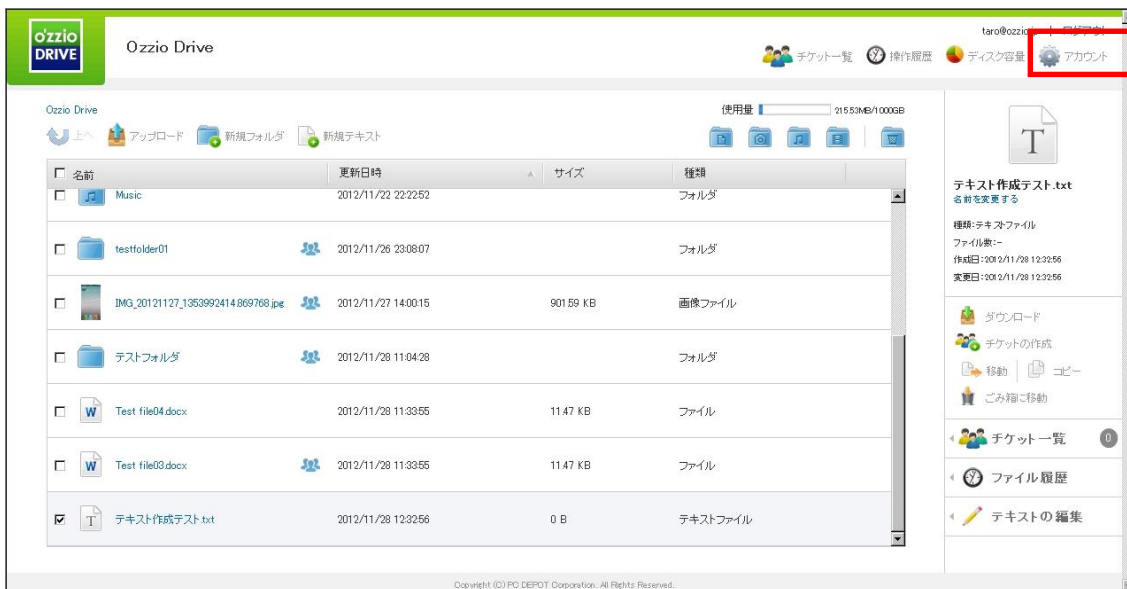 o'zzio
DRIVE
Ozzio Drive
taro@ozzio
チケット一覧 操作履歴 ディスク容量 アカウント
Ozzio Drive
使用量 215.53MB/1000GB
上へ アップロード 新規フォルダ 新規テキスト
名前 更新日時 サイズ 種類
Music 2012/11/22 22:22:52 フォルダ
testfolder01 2012/11/26 23:08:07 フォルダ
IMG_20121127_1353992414.869768.jpg 2012/11/27 14:00:15 901.59 KB 画像ファイル
テストフォルダ 2012/11/28 11:04:28 フォルダ
W Test file04.docx 2012/11/28 11:33:55 11.47 KB ファイル
W Test file03.docx 2012/11/28 11:33:55 11.47 KB ファイル
T テキスト作成テスト.txt 2012/11/28 12:32:56 0 B テキストファイル
T
テキスト作成テスト.txt
名前を変更する
種類:テキストファイル
ファイル数:-
作成日:2012/11/28 12:32:56
変更日:2012/11/28 12:32:56
ダウンロード
チケットの作成
移動 コピー
ごみ箱に移動
チケット一覧 0
ファイル履歴
テキストの編集
Copyright (C) PC DEPOT Corporation. All Rights Reserved.